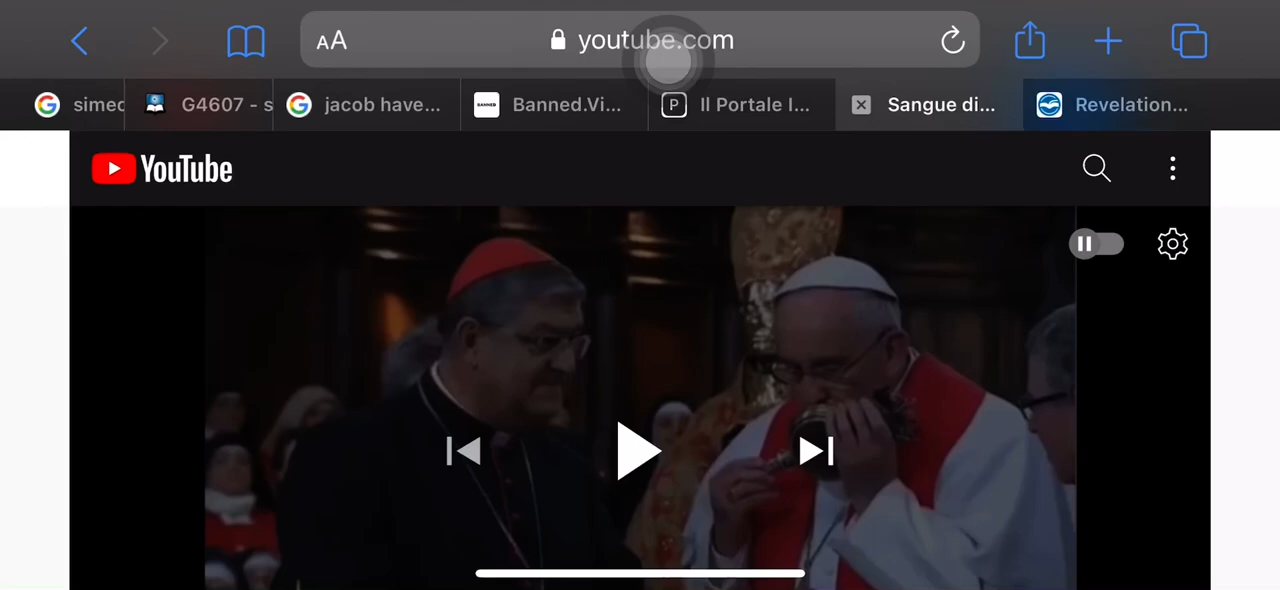 AA youtube.com
simec G4607 - s jacob have... Banned.Vi... P Il Portale I... Sangue di... Revelation...
YouTube